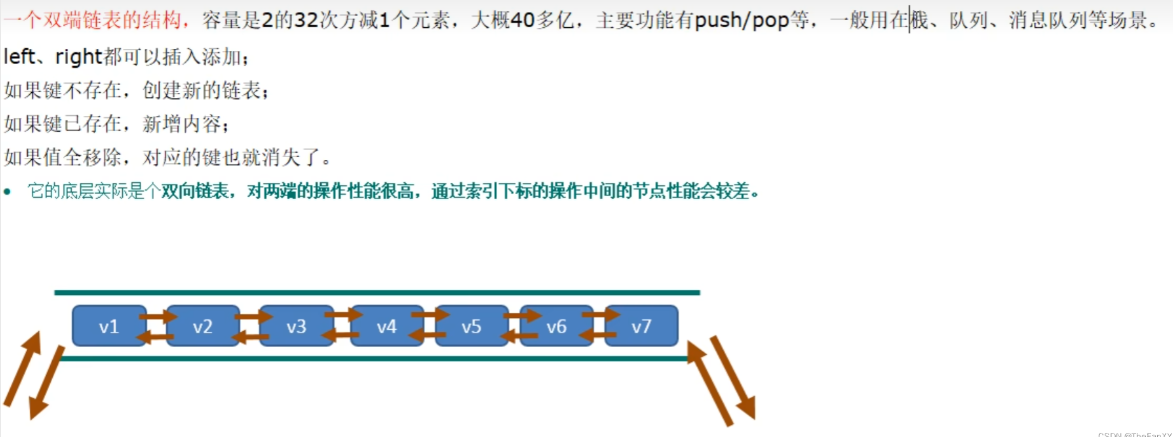 一个双端链表的结构，容量是2的32次方减1个元素，大概40多亿，主要功能有push/pop等，一般用在栈、队列、消息队列等场景。
left、right都可以插入添加；
如果键不存在，创建新的链表；
如果键已存在，新增内容；
如果值全移除，对应的键也就消失了。
• 它的底层实际是个双向链表，对两端的操作性能很高，通过索引下标的操作中间的节点性能会较差。
v1 v2 v3 v4 v5 v6 v7